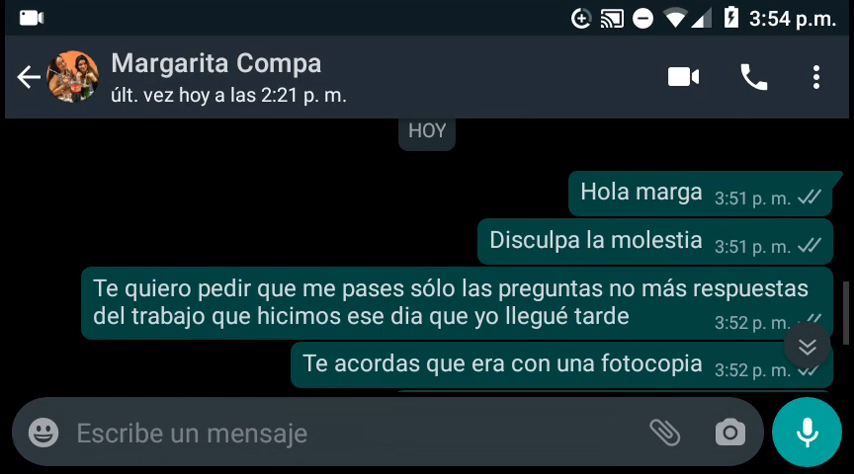 3:54 p.m.
Margarita Compa
últ. vez hoy a las 2:21 p. m.
HOY
Hola marga 3:51 p. m.
Disculpa la molestia 3:51 p. m.
Te quiero pedir que me pases sólo las preguntas no más respuestas
del trabajo que hicimos ese dia que yo llegué tarde 3:52 p. m.
Te acordas que era con una fotocopia 3:52 p. m.
Escribe un mensaje